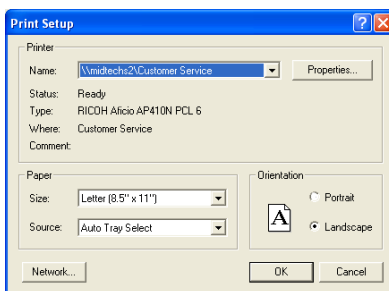 Print Setup
Printer
Name: \\midtechs2\Customer Service Properties...
Status: Ready
Type: RICOH Aficio AP410N PCL 6
Where: Customer Service
Comment:
Paper
Size: Letter (8.5" x 11")
Source: Auto Tray Select
Orientation
A
Portrait
Landscape
Network... OK Cancel